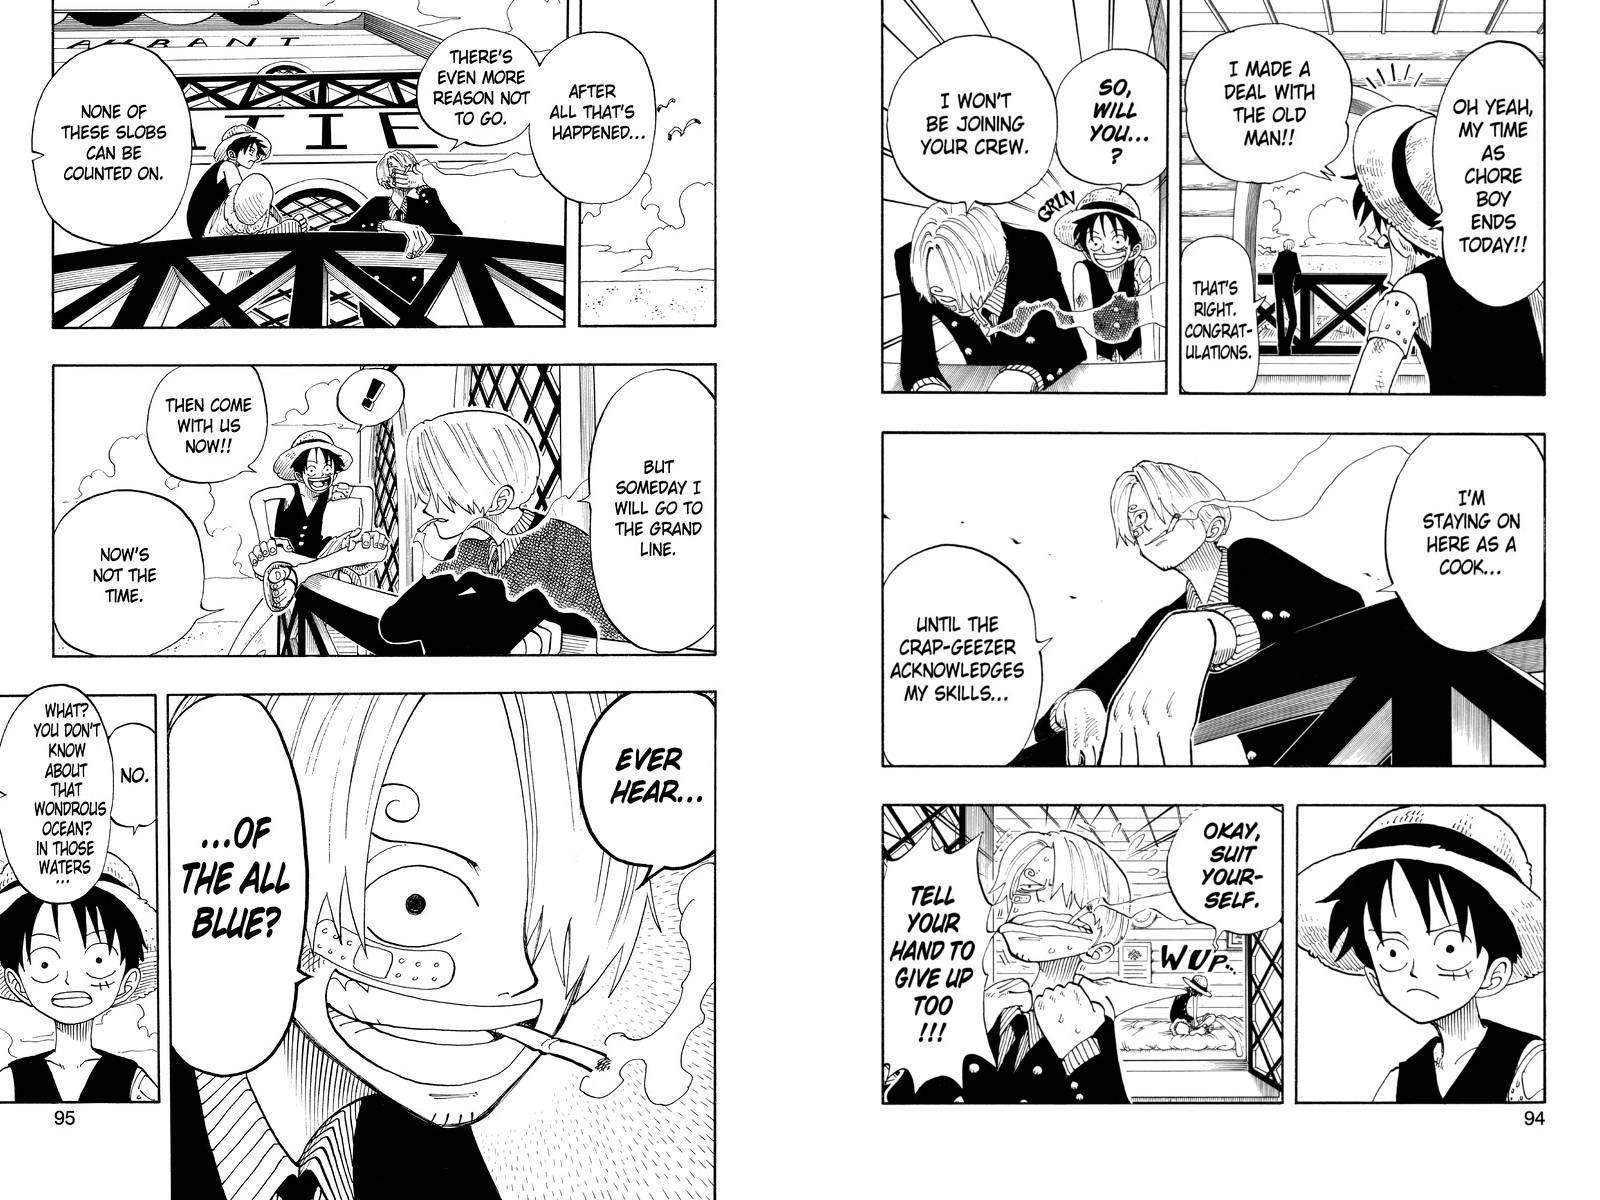 OH YEAH,
MY TIME
AS
CHORE
BOY
ENDS
TODAY!!
I MADE A
DEAL WITH
THE OLD
MAN!!
THAT'S
RIGHT.
CONGRAT-
ULATIONS.
SO,
WILL
YOU...
?
GRIN
I WON'T
BE JOINING
YOUR CREW.
I'M
STAYING ON
HERE AS A
COOK...
UNTIL THE
CRAP-GEEZER
ACKNOWLEDGES
MY SKILLS...
OKAY,
SUIT
YOUR-
SELF.
WUP...
TELL
YOUR
HAND TO
GIVE UP
TOO
!!!
94
AFTER
ALL THAT'S
HAPPENED...
THERE'S
EVEN MORE
REASON NOT
TO GO.
AURANT
TIE
NONE OF
THESE SLOBS
CAN BE
COUNTED ON.
BUT
SOMEDAY I
WILL GO TO
THE GRAND
LINE.
!
THEN COME
WITH US
NOW!!
NOW'S
NOT THE
TIME.
EVER
HEAR...
...OF
THE ALL
BLUE?
NO.
WHAT?
YOU DON'T
KNOW
ABOUT
THAT
WONDROUS
OCEAN?
IN THOSE
WATERS
...
95